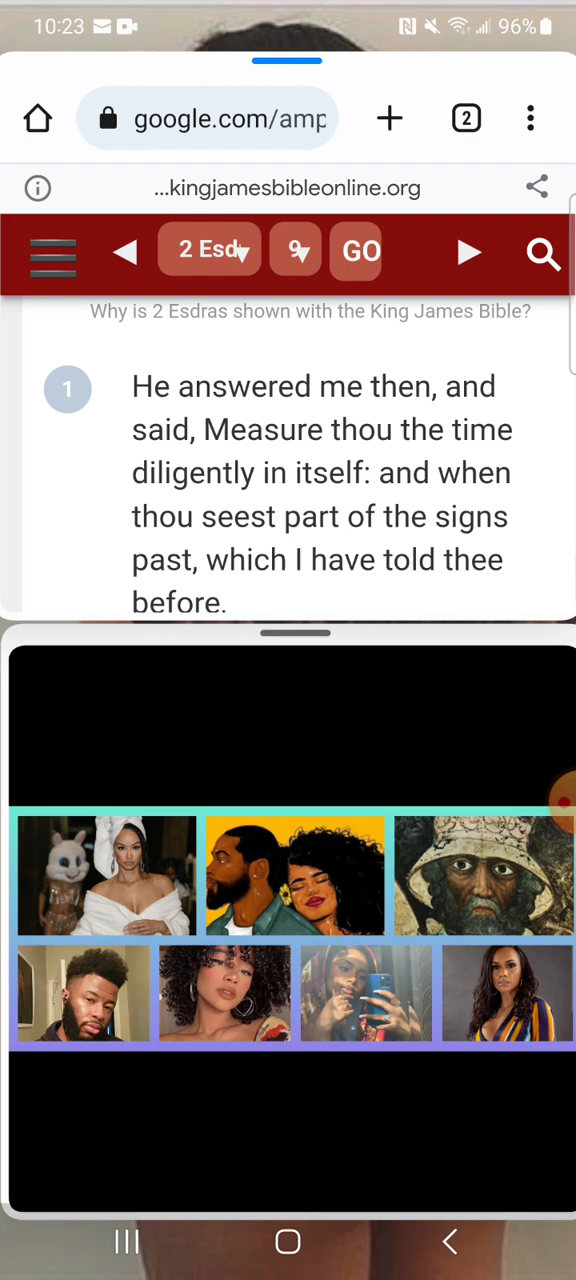 10:23 96%
google.com/amp 2
...kingjamesbibleonline.org
2 Esd 9 GO
Why is 2 Esdras shown with the King James Bible?
1 He answered me then, and
said, Measure thou the time
diligently in itself: and when
thou seest part of the signs
past, which I have told thee
before.